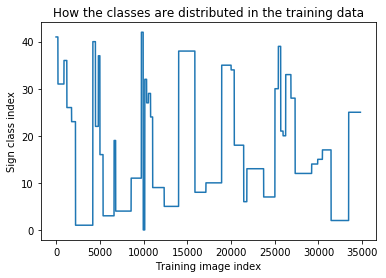 How the classes are distributed in the training data
40
30
20
10
0
Sign class index
0 5000 10000 15000 20000 25000 30000 35000
Training image index